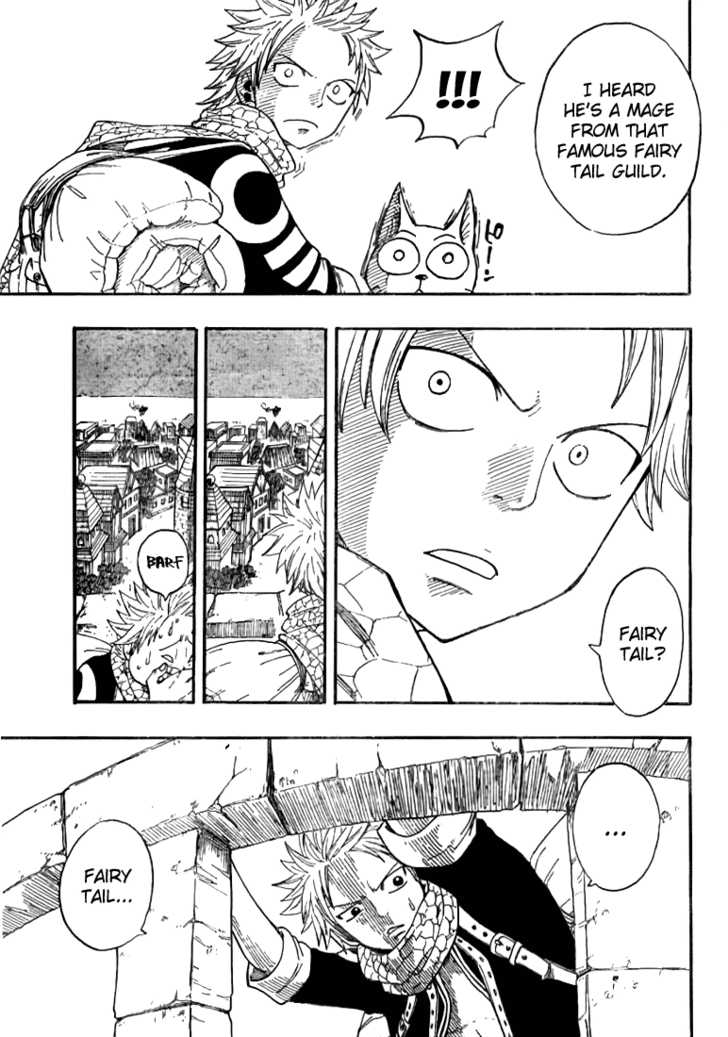 I HEARD
HE'S A MAGE
FROM THAT
FAMOUS FAIRY
TAIL GUILD.
!!!
FAIRY
TAIL?
BARF
...
FAIRY
TAIL...